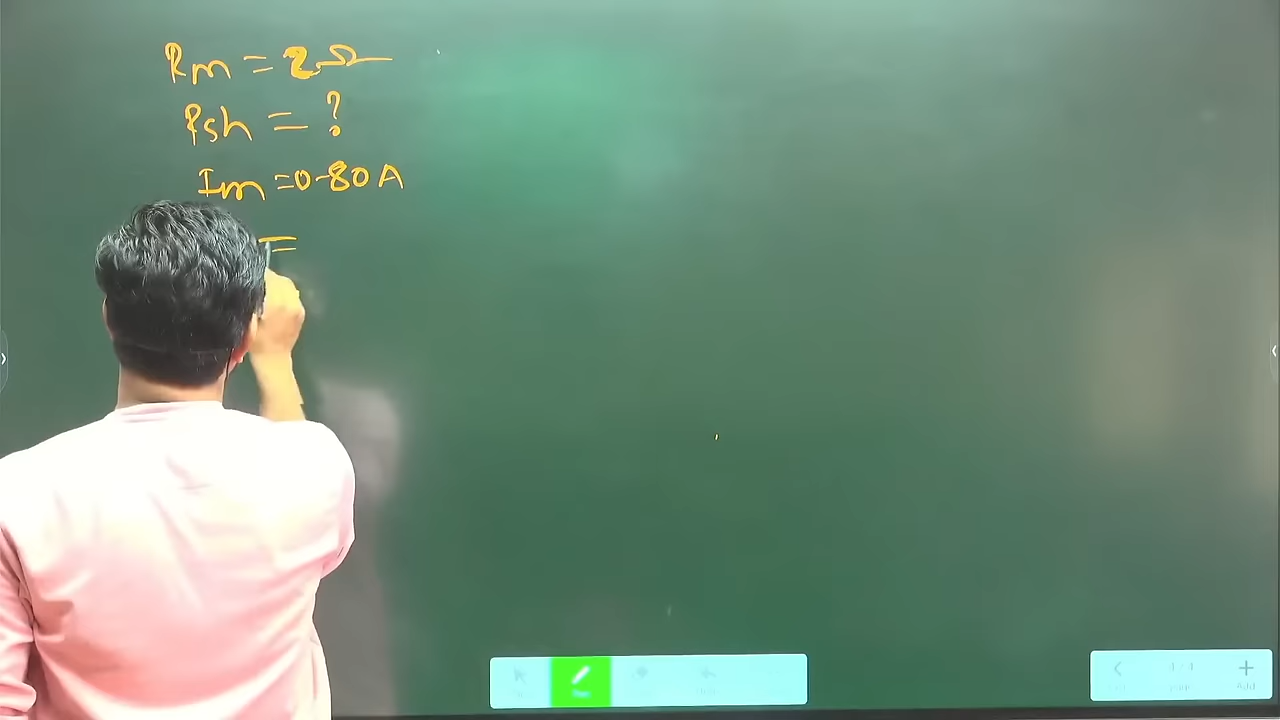 Rm = 2Ω
Rsh = ?
Im = 0.80 A
=